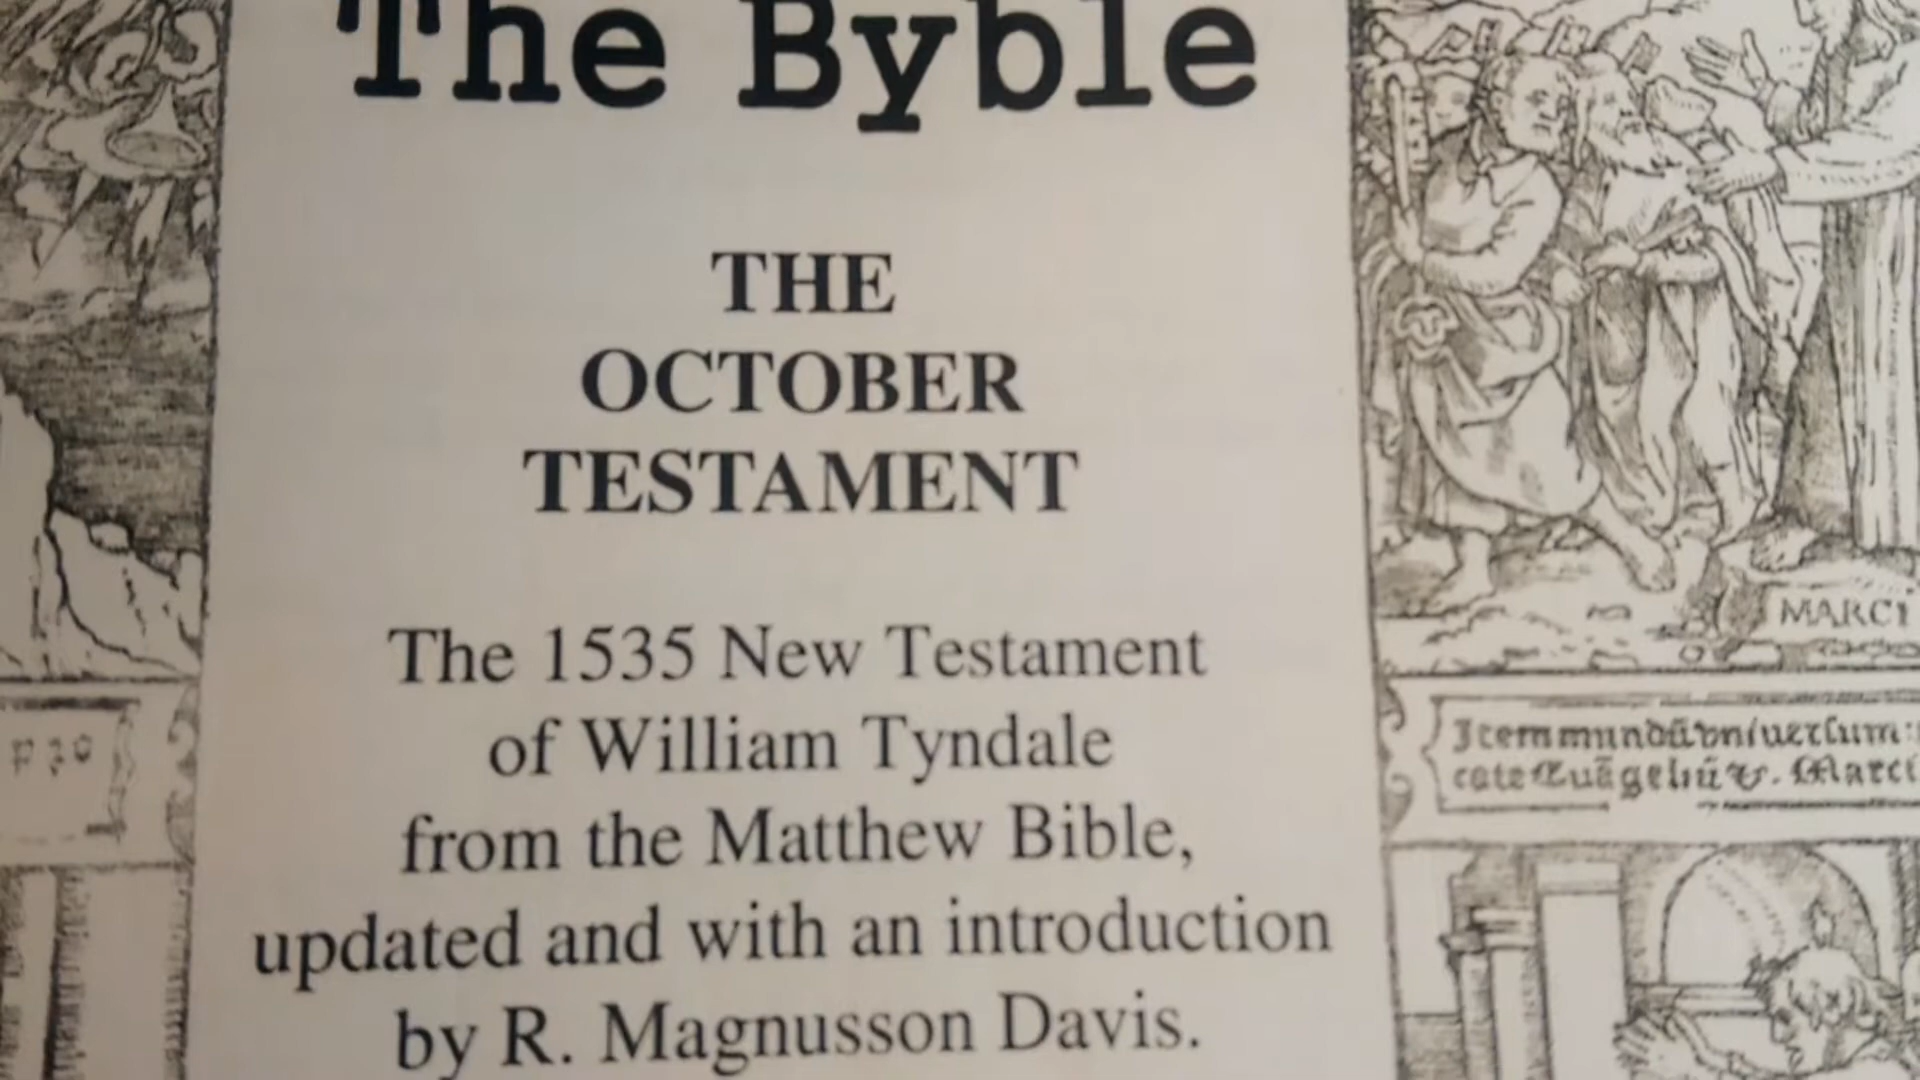 The Byble
THE
OCTOBER
TESTAMENT
The 1535 New Testament
of William Tyndale
from the Matthew Bible,
updated and with an introduction
by R. Magnusson Davis.
MARCI